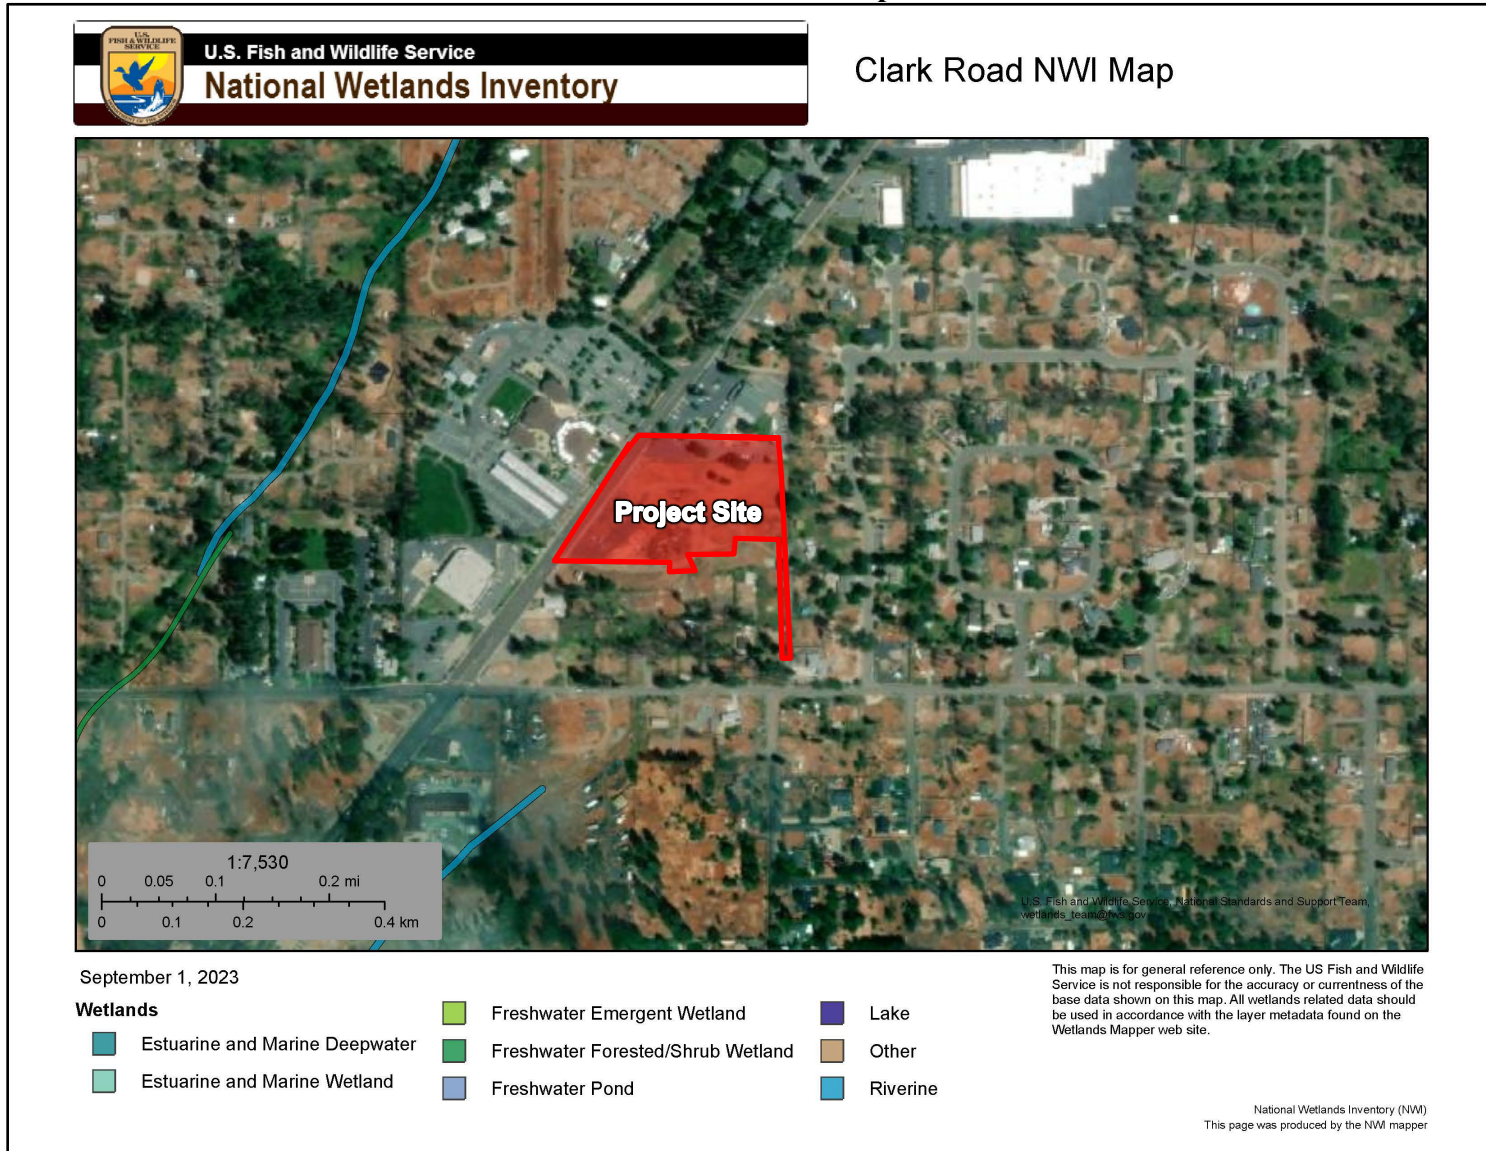 U.S.
FISH & WILDLIFE
SERVICE
U.S. Fish and Wildlife Service
National Wetlands Inventory
Clark Road NWI Map
Project Site
1:7,530
0 0.05 0.1 0.2 mi
0 0.1 0.2 0.4 km
U.S. Fish and Wildlife Service, National Standards and Support Team,
wetlands_team@fws.gov
September 1, 2023
Wetlands
Estuarine and Marine Deepwater
Estuarine and Marine Wetland
Freshwater Emergent Wetland
Freshwater Forested/Shrub Wetland
Freshwater Pond
Lake
Other
Riverine
This map is for general reference only. The US Fish and Wildlife
Service is not responsible for the accuracy or currentness of the
base data shown on this map. All wetlands related data should
be used in accordance with the layer metadata found on the
Wetlands Mapper web site.
National Wetlands Inventory (NWI)
This page was produced by the NWI mapper